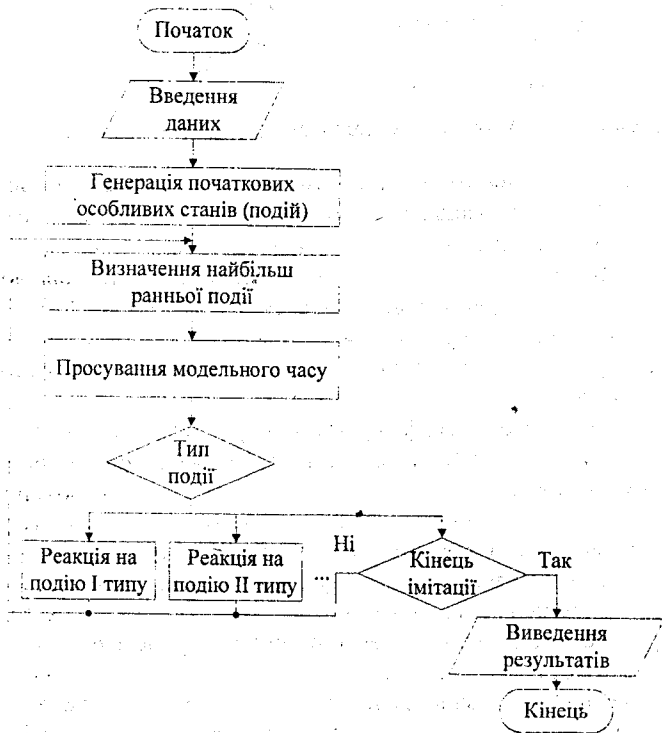 Початок
Введення
даних
Генерація початкових
особливих станів (подій)
Визначення найбільш
ранньої події
Просування модельного часу
Тип
події
Реакція на
подію І типу
Реакція на
подію ІІ типу
...
Ні
Кінець
імітації
Так
Виведення
результатів
Кінець